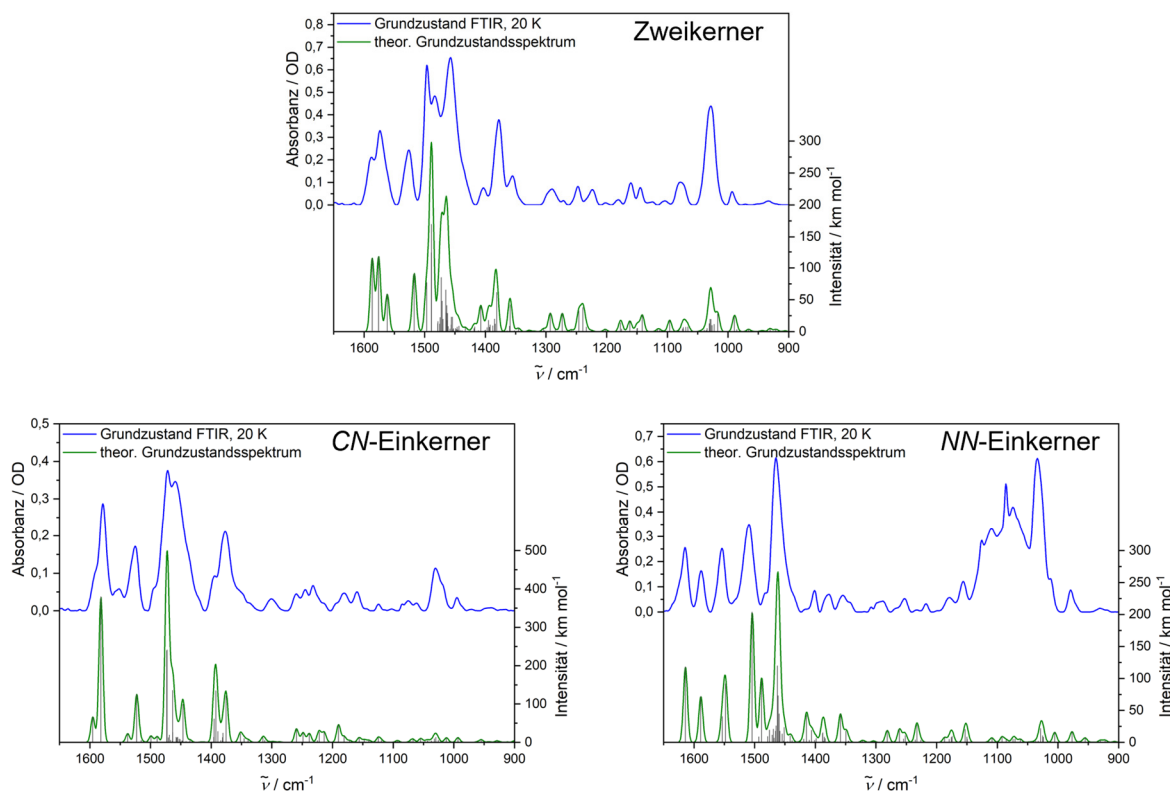 Zweikerner
Grundzustand FTIR, 20 K
theor. Grundzustandsspektrum
Absorbanz / OD
0,8
0,7
0,6
0,5
0,4
0,3
0,2
0,1
0,0
Intensität / km mol⁻¹
300
250
200
150
100
50
0
1600 1500 1400 1300 1200 1100 1000 900
ν̃ / cm⁻¹
CN-Einkerner
Grundzustand FTIR, 20 K
theor. Grundzustandsspektrum
Absorbanz / OD
0,5
0,4
0,3
0,2
0,1
0,0
Intensität / km mol⁻¹
500
400
300
200
100
0
1600 1500 1400 1300 1200 1100 1000 900
ν̃ / cm⁻¹
NN-Einkerner
Grundzustand FTIR, 20 K
theor. Grundzustandsspektrum
Absorbanz / OD
0,7
0,6
0,5
0,4
0,3
0,2
0,1
0,0
Intensität / km mol⁻¹
300
250
200
150
100
50
0
1600 1500 1400 1300 1200 1100 1000 900
ν̃ / cm⁻¹